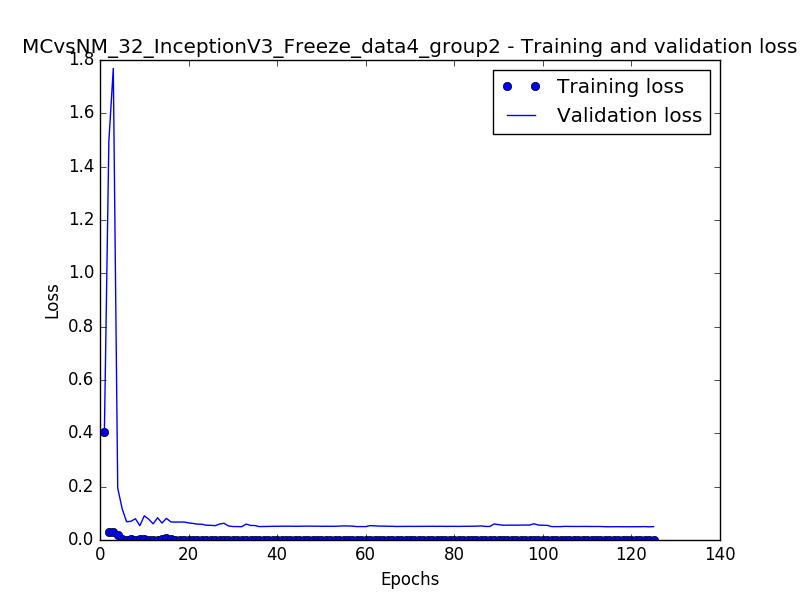 MCvsNM_32_InceptionV3_Freeze_data4_group2 - Training and validation loss
Training loss
Validation loss
1.8
1.6
1.4
1.2
1.0
0.8
0.6
0.4
0.2
0.0
Loss
0 20 40 60 80 100 120 140
Epochs